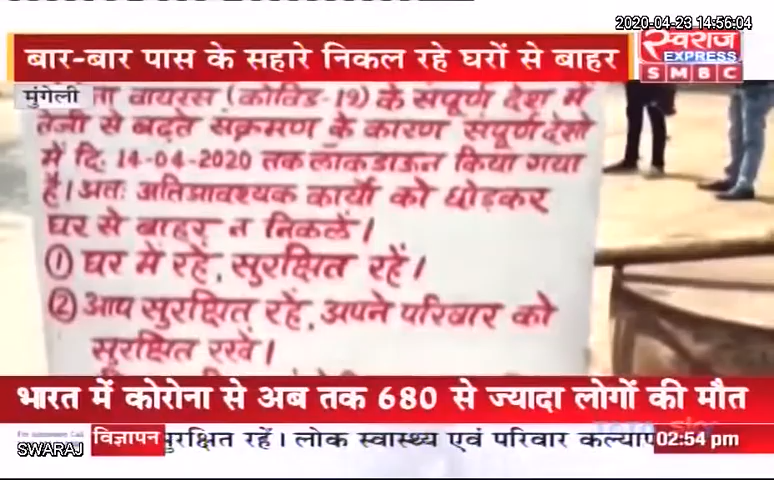 2020-04-23 14:56:04
बार-बार पास के सहारे निकल रहे घरों से बाहर
स्वराज
EXPRESS
SMBC
मुंगेली
ना वायरस (कोविड-19) के संपूर्ण देश में
तेजी से बढ़ते संक्रमण के कारण संपूर्ण देशो
में दि. 14-04-2020 तक लाकडाऊन किया गया
है। अतः अतिआवश्यक कार्यो को छोड़कर
घर से बाहर न निकलें।
① घर में रहें, सुरक्षित रहें।
② आप सुरक्षित रहें, अपने परिवार को
सुरक्षित रखें।
भारत में कोरोना से अब तक 680 से ज्यादा लोगों की मौत
विज्ञापन
सुरक्षित रहें। लोक स्वास्थ्य एवं परिवार कल्याण
TATA sky
02:54 pm
SWARAJ